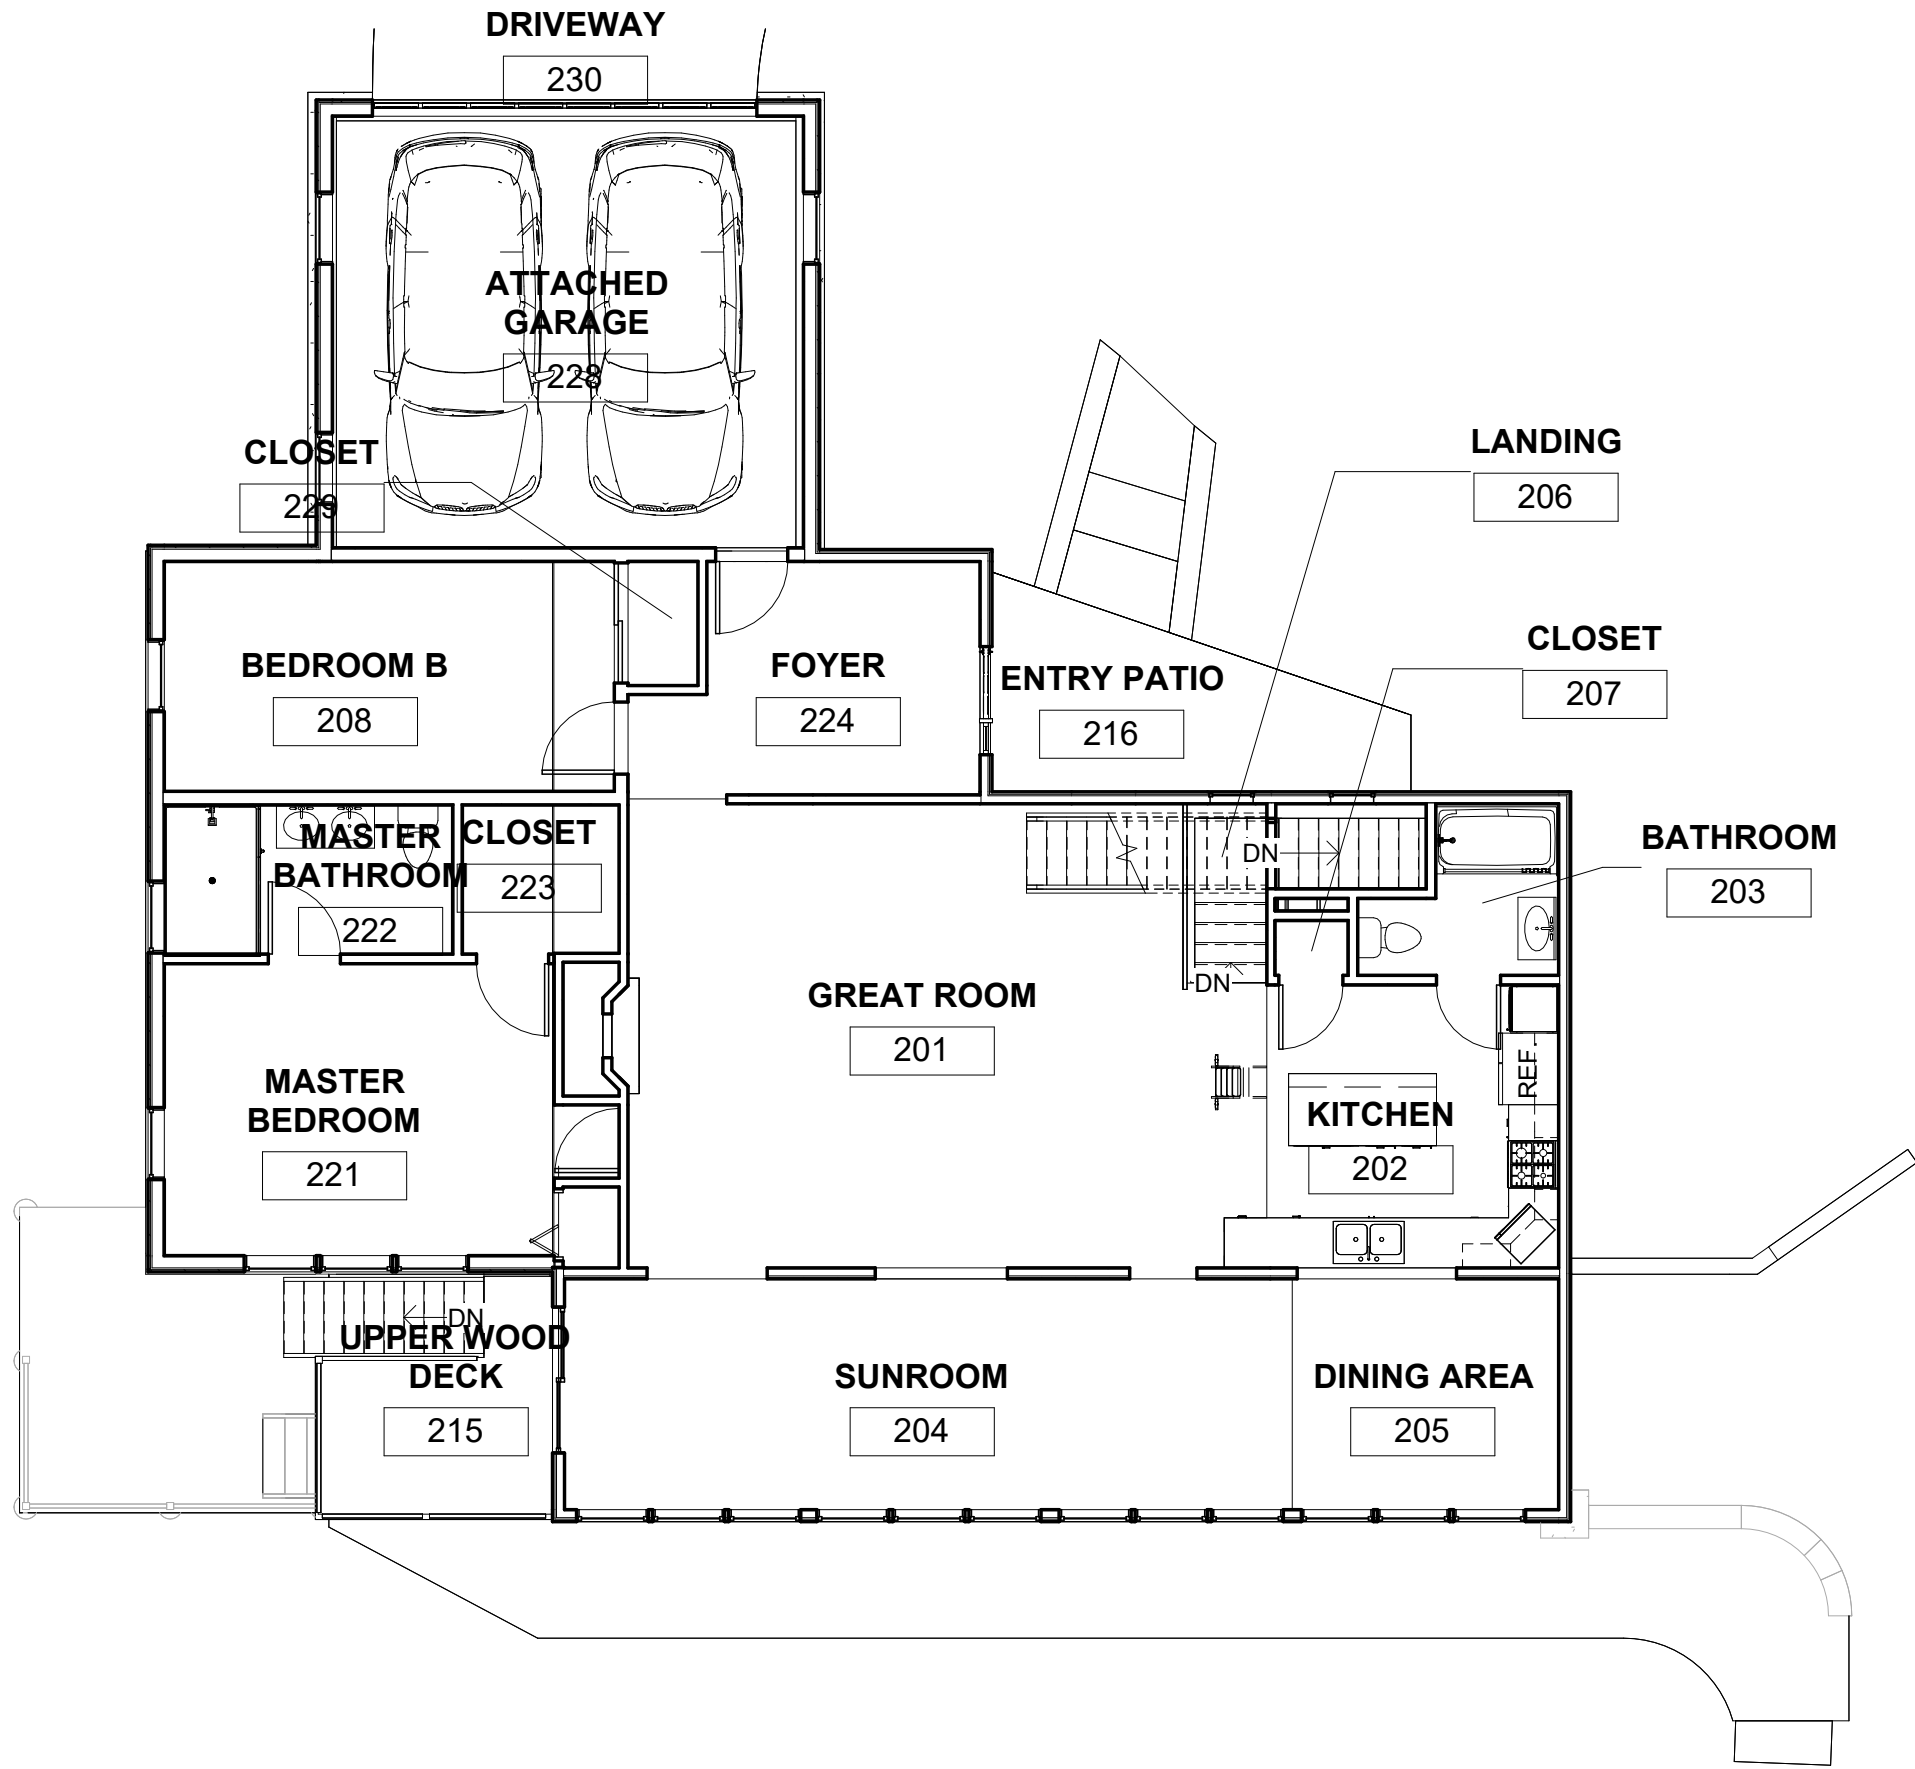 DRIVEWAY
230
ATTACHED
GARAGE
228
CLOSET
229
LANDING
206
CLOSET
207
BEDROOM B
208
FOYER
224
ENTRY PATIO
216
MASTER
BATHROOM
222
CLOSET
223
DN
BATHROOM
203
DN
GREAT ROOM
201
REF.
MASTER
BEDROOM
221
KITCHEN
202
DN
UPPER WOOD
DECK
215
SUNROOM
204
DINING AREA
205